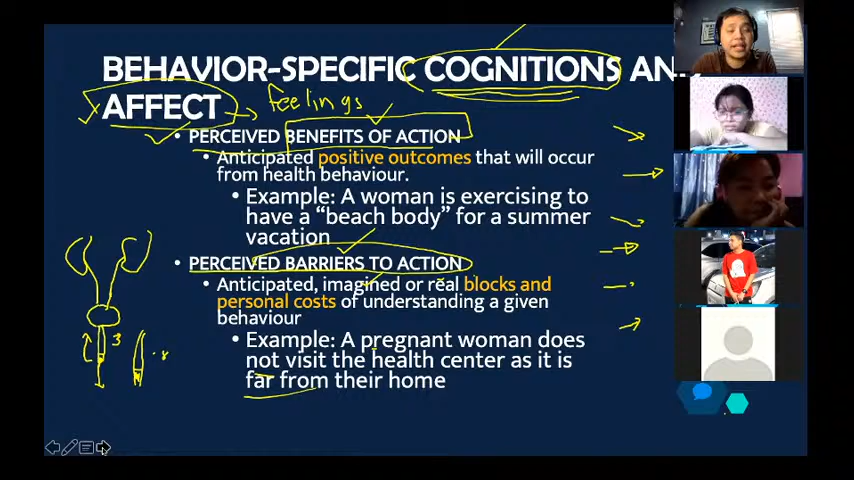 BEHAVIOR-SPECIFIC COGNITIONS AND
AFFECT
feelings
• PERCEIVED BENEFITS OF ACTION
• Anticipated positive outcomes that will occur
from health behaviour.
• Example: A woman is exercising to
have a “beach body” for a summer
vacation
• PERCEIVED BARRIERS TO ACTION
• Anticipated, imagined or real blocks and
personal costs of understanding a given
behaviour
• Example: A pregnant woman does
not visit the health center as it is
far from their home
3